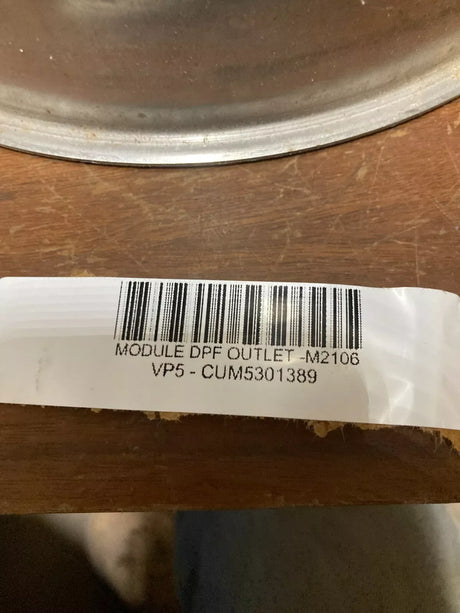 MODULE DPF OUTLET -M2106
VP5 - CUM5301389